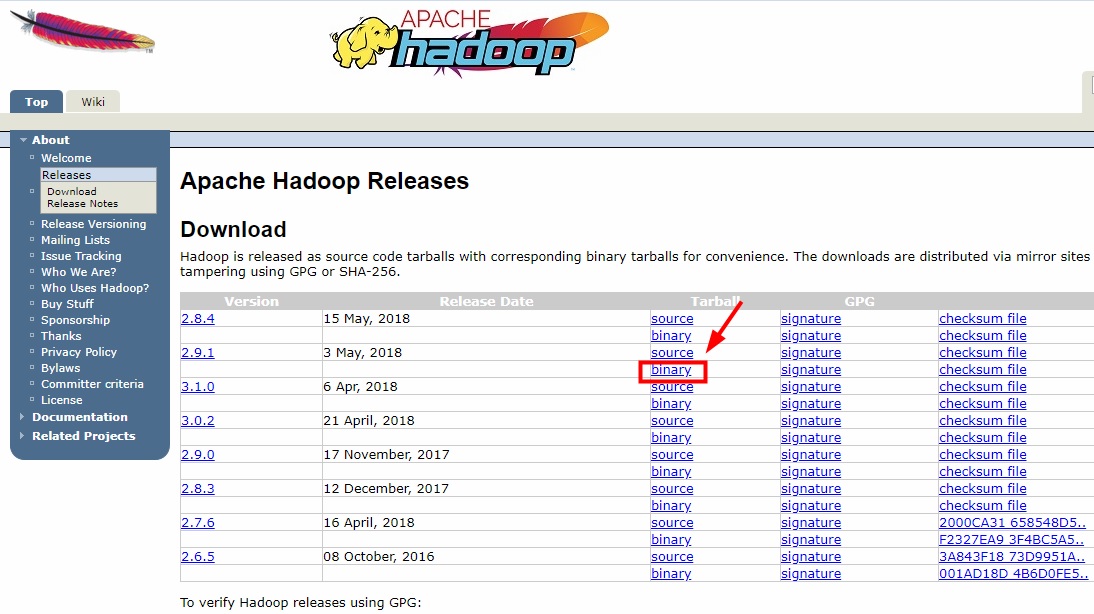 APACHE
hadoop
Top Wiki
About
Welcome
Releases
Download
Release Notes
Release Versioning
Mailing Lists
Issue Tracking
Who We Are?
Who Uses Hadoop?
Buy Stuff
Sponsorship
Thanks
Privacy Policy
Bylaws
Committer criteria
License
Documentation
Related Projects
Apache Hadoop Releases
Download
Hadoop is released as source code tarballs with corresponding binary tarballs for convenience. The downloads are distributed via mirror sites
tampering using GPG or SHA-256.
Version Release Date Tarball GPG
2.8.4 15 May, 2018 source signature checksum file
binary signature checksum file
2.9.1 3 May, 2018 source signature checksum file
binary signature checksum file
3.1.0 6 Apr, 2018 source signature checksum file
binary signature checksum file
3.0.2 21 April, 2018 source signature checksum file
binary signature checksum file
2.9.0 17 November, 2017 source signature checksum file
binary signature checksum file
2.8.3 12 December, 2017 source signature checksum file
binary signature checksum file
2.7.6 16 April, 2018 source signature 2000CA31 658548D5..
binary signature F2327EA9 3F4BC5A5..
2.6.5 08 October, 2016 source signature 3A843F18 73D9951A..
binary signature 001AD18D 4B6D0FE5..
To verify Hadoop releases using GPG: